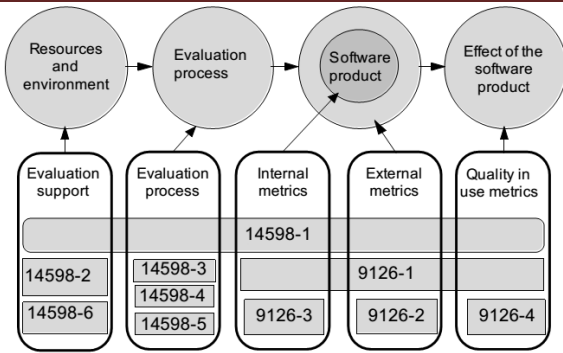 Resources
and
environment
Evaluation
process
Software
product
Effect of the
software
product
Evaluation
support
Evaluation
process
Internal
metrics
External
metrics
Quality in
use metrics
14598-1
14598-2
14598-3
9126-1
14598-4
14598-6
14598-5
9126-3
9126-2
9126-4